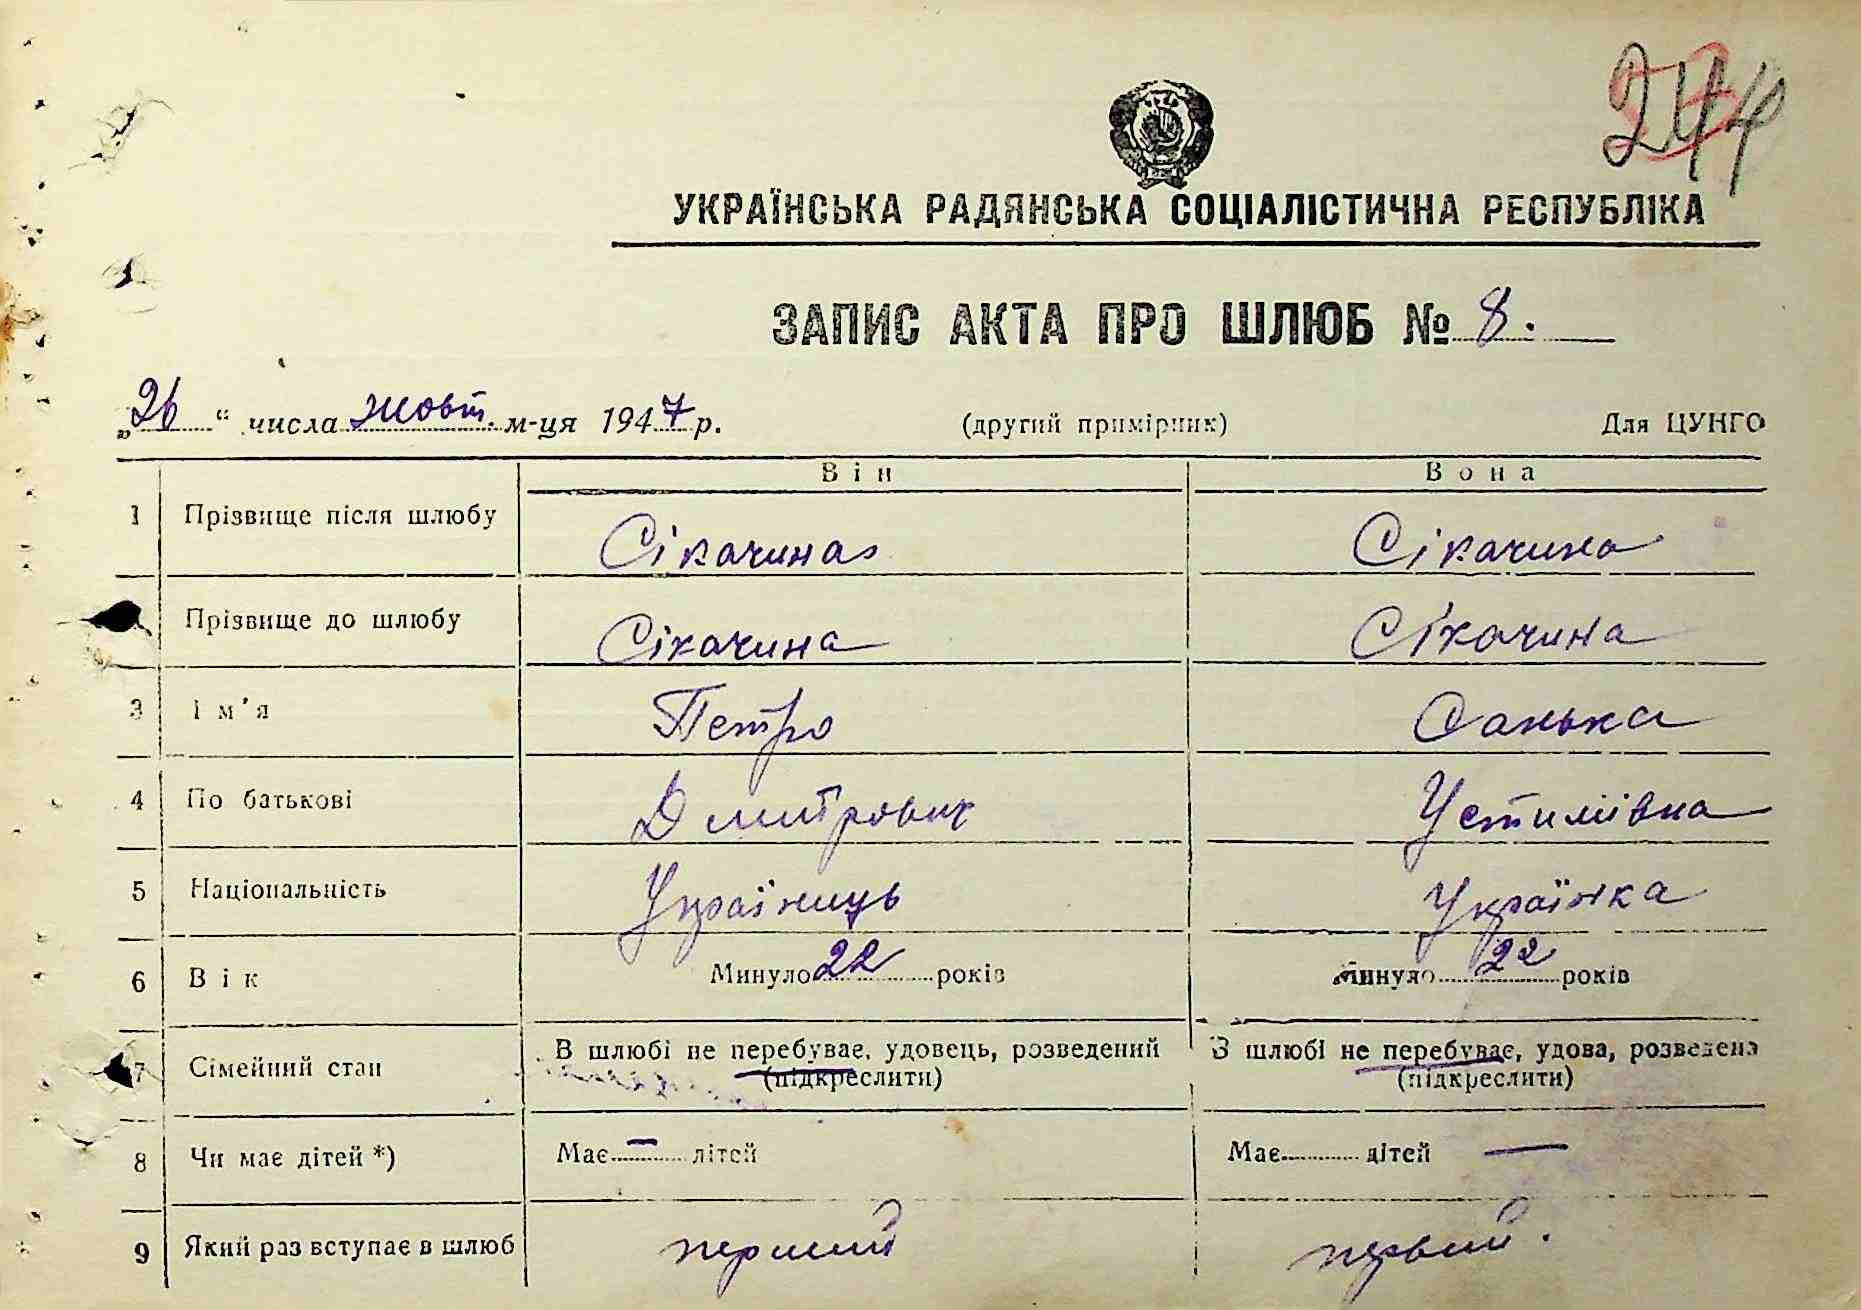 244
УКРАЇНСЬКА РАДЯНСЬКА СОЦІАЛІСТИЧНА РЕСПУБЛІКА
ЗАПИС АКТА ПРО ШЛЮБ № 8.
„26“ числа жовт. м-ця 1947 р. (другий примірник) Для ЦУНГО
Він Вона
1 Прізвище після шлюбу Сікачина Сікачина
Прізвище до шлюбу Сікачина Сікачина
3 Ім'я Петро Санька
4 По батькові Дмитрович Устимівна
5 Національність Українець Українка
6 Вік Минуло 22 років Минуло 22 років
7 Сімейний стан В шлюбі не перебуває, удовець, розведений В шлюбі не перебуває, удова, розведена
(підкреслити) (підкреслити)
8 Чи має дітей *) Має — дітей Має дітей —
9 Який раз вступає в шлюб перший первий.